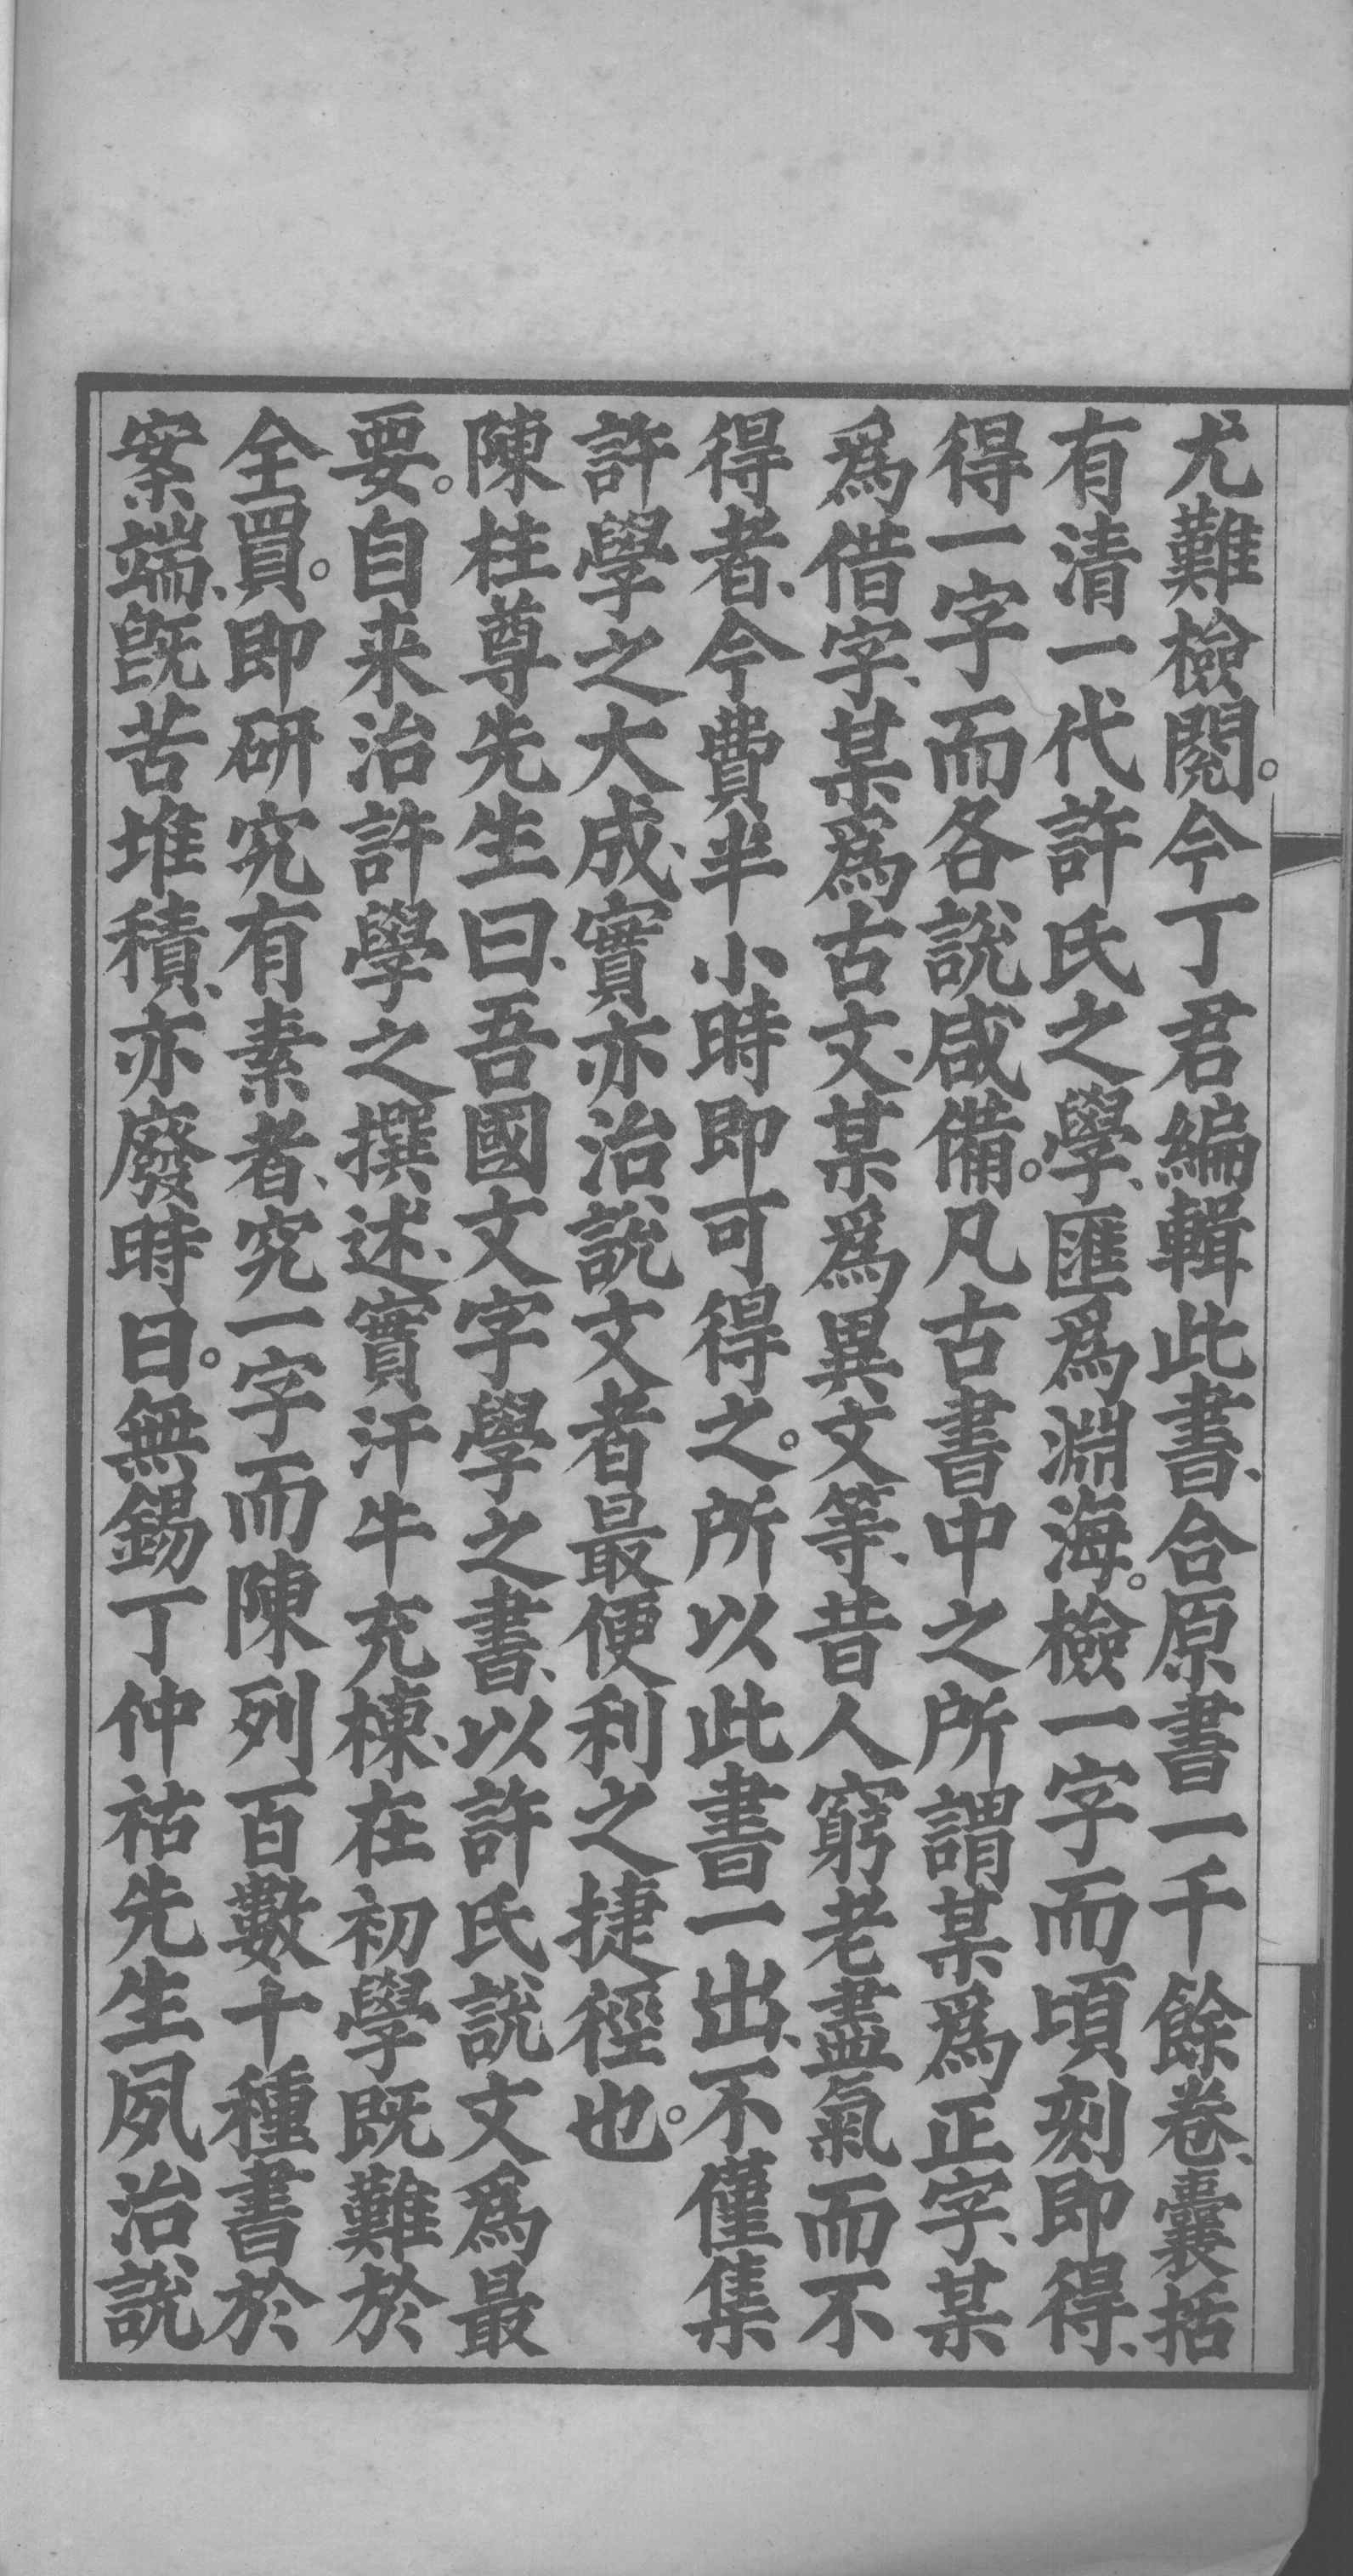 尤難檢閱。今丁君編輯此書、合原書一千餘卷、囊括
有清一代許氏之學、匯爲淵海。檢一字而頃刻即得、
得一字而各說咸備。凡古書中之所謂某爲正字、某
爲借字、某爲古文、某爲異文等、昔人窮老盡氣而不
得者、今費半小時即可得之。所以此書一出、不僅集
許學之大成、實亦治說文者最便利之捷徑也。
陳柱尊先生曰、吾國文字學之書、以許氏說文爲最
要。自來治許學之撰述、實汗牛充棟、在初學既難於
全買。即研究有素者、究一字而陳列百數十種書於
案端、既苦堆積、亦廢時日。無錫丁仲祜先生夙治說